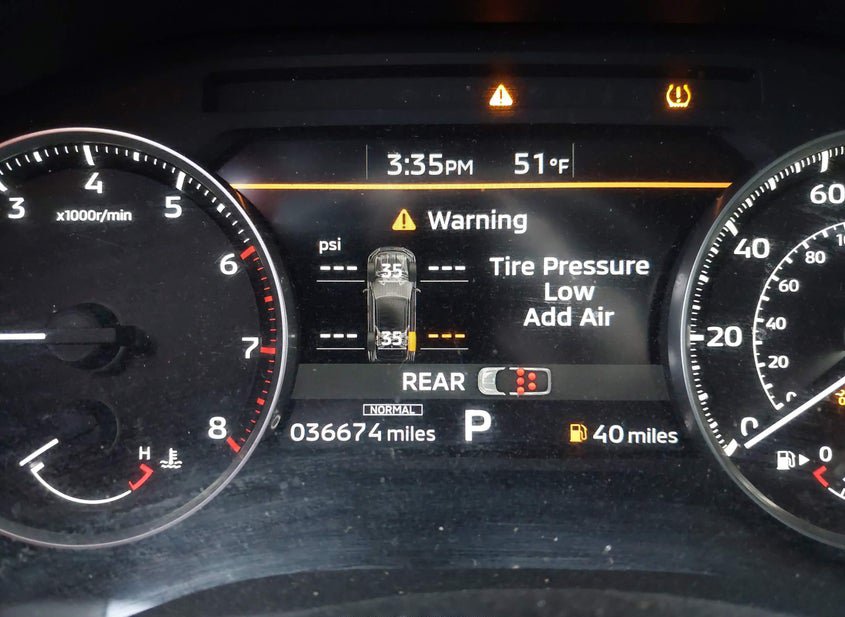 3:35PM 51°F
Warning
psi
--- 35 ---
--- 35 ---
Tire Pressure
Low
Add Air
REAR
NORMAL
036674 miles P 40 miles
3 4 5 6 7 8
x1000r/min
H
0 20 40 60
20 40 60 80
0